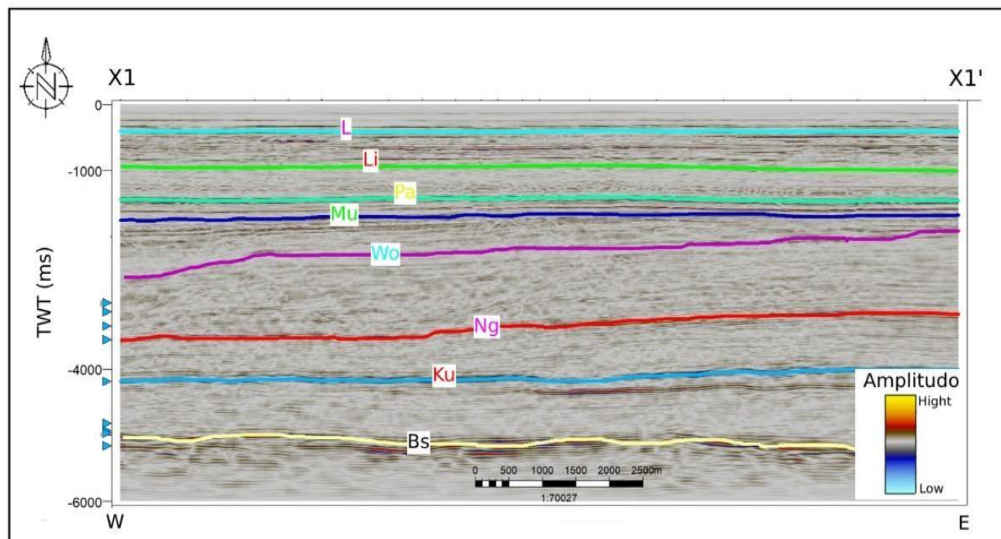 N
X1
X1'
0
L
Li
-1000
Pa
Mu
Wo
TWT (ms)
Ng
-4000
Ku
Amplitudo
Hight
Bs
Low
0 500 1000 1500 2000 2500m
1:70027
-6000
W
E